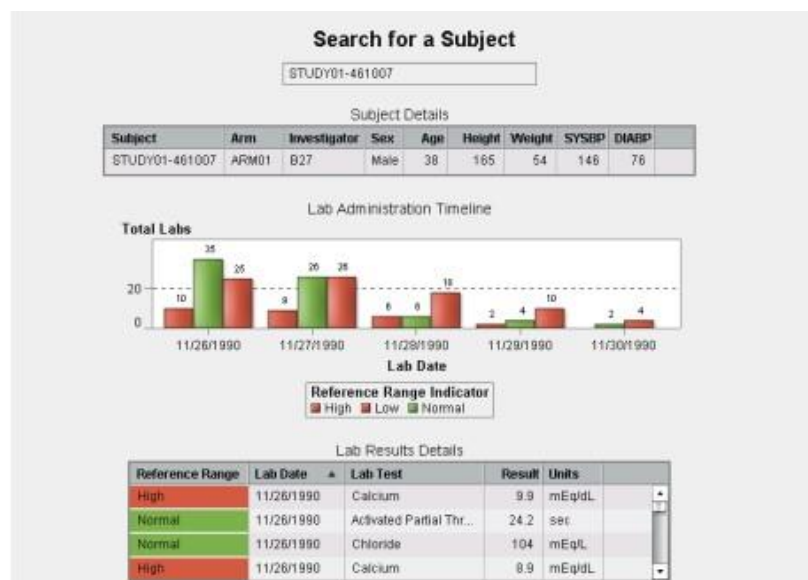 Search for a Subject
STUDY01-461007
Subject Details
Subject Arm Investigator Sex Age Height Weight SYSBP DIABP
STUDY01-461007 ARM01 B27 Male 38 165 54 146 76
Lab Administration Timeline
Total Labs
35
25 26 26
20 10 9 18
6 6 2 4 10 2 4
0
11/26/1990 11/27/1990 11/28/1990 11/29/1990 11/30/1990
Lab Date
Reference Range Indicator
High Low Normal
Lab Results Details
Reference Range Lab Date Lab Test Result Units
High 11/26/1990 Calcium 9.9 mEq/dL
Normal 11/26/1990 Activated Partial Thr... 24.2 sec
Normal 11/26/1990 Chloride 104 mEq/L
High 11/26/1990 Calcium 8.9 mEq/dL